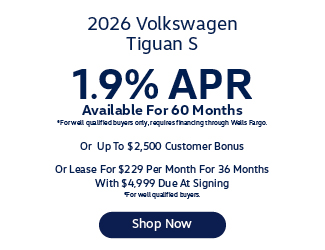 2026 Volkswagen
Tiguan S
1.9% APR
Available For 60 Months
*For well qualified buyers only, requires financing through Wells Fargo.
Or Up To $2,500 Customer Bonus
Or Lease For $229 Per Month For 36 Months
With $4,999 Due At Signing
*For well qualified buyers.
Shop Now